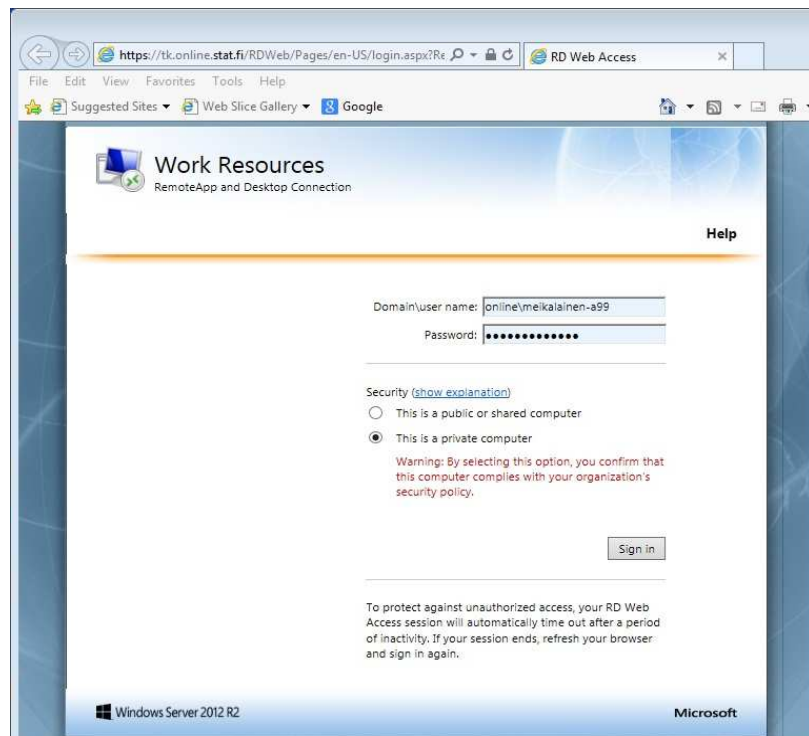 https://tk.online.stat.fi/RDWeb/Pages/en-US/login.aspx?Re
RD Web Access
File Edit View Favorites Tools Help
Suggested Sites Web Slice Gallery 8 Google
Work Resources
RemoteApp and Desktop Connection
Help
Domain\user name: online\meikalainen-a99
Password: •••••••••••••
Security (show explanation)
This is a public or shared computer
This is a private computer
Warning: By selecting this option, you confirm that
this computer complies with your organization's
security policy.
Sign in
To protect against unauthorized access, your RD Web
Access session will automatically time out after a period
of inactivity. If your session ends, refresh your browser
and sign in again.
Windows Server 2012 R2
Microsoft